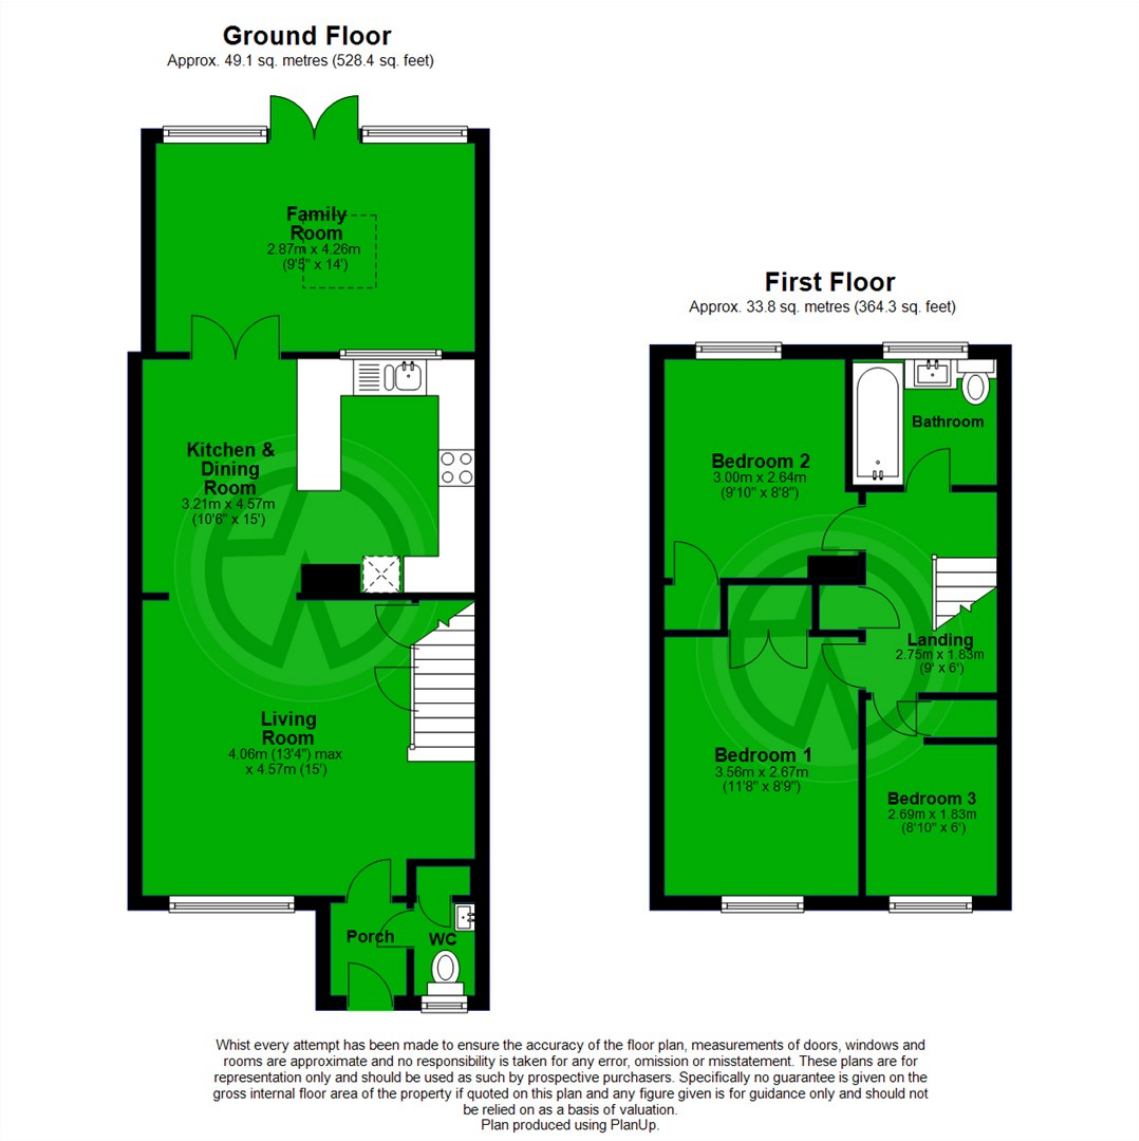 Ground Floor
Approx. 49.1 sq. metres (528.4 sq. feet)
Family
Room
2.87m x 4.26m
(9'5" x 14')
Kitchen &
Dining
Room
3.21m x 4.57m
(10'6" x 15')
Living
Room
4.06m (13'4") max
x 4.57m (15')
Porch
WC
First Floor
Approx. 33.8 sq. metres (364.3 sq. feet)
Bathroom
Bedroom 2
3.00m x 2.64m
(9'10" x 8'8")
Landing
2.75m x 1.83m
(9' x 6')
Bedroom 1
3.56m x 2.67m
(11'8" x 8'9")
Bedroom 3
2.69m x 1.83m
(8'10" x 6')
Whist every attempt has been made to ensure the accuracy of the floor plan, measurements of doors, windows and
rooms are approximate and no responsibility is taken for any error, omission or misstatement. These plans are for
representation only and should be used as such by prospective purchasers. Specifically no guarantee is given on the
gross internal floor area of the property if quoted on this plan and any figure given is for guidance only and should not
be relied on as a basis of valuation.
Plan produced using PlanUp.